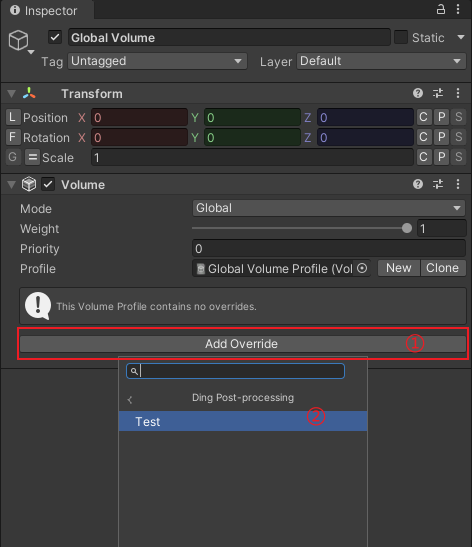 Inspector
Global Volume
Static
Tag Untagged Layer Default
Transform
L Position X 0 Y 0 Z 0 C P S
F Rotation X 0 Y 0 Z 0 C P S
G Scale 1 C P S
Volume
Mode Global
Weight 1
Priority 0
Profile Global Volume Profile (Vol New Clone
This Volume Profile contains no overrides.
Add Override ①
Ding Post-processing
Test ②